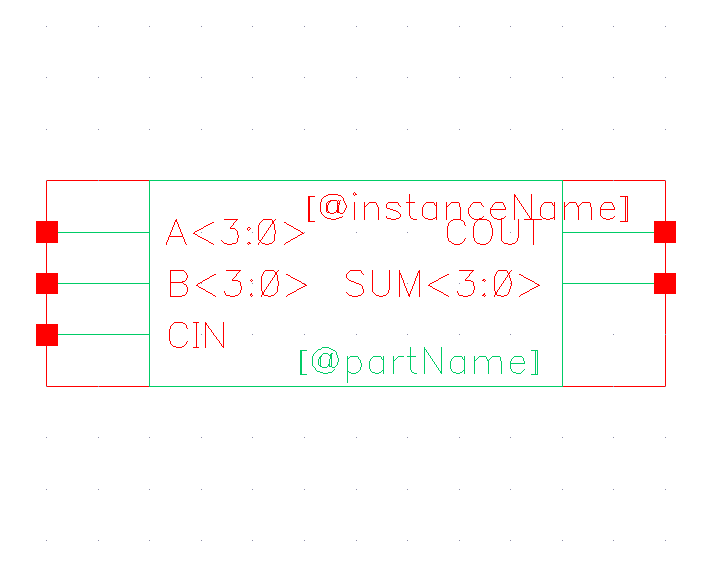 [@instanceName]
A<3:0> COUT
B<3:0> SUM<3:0>
CIN
[@partName]